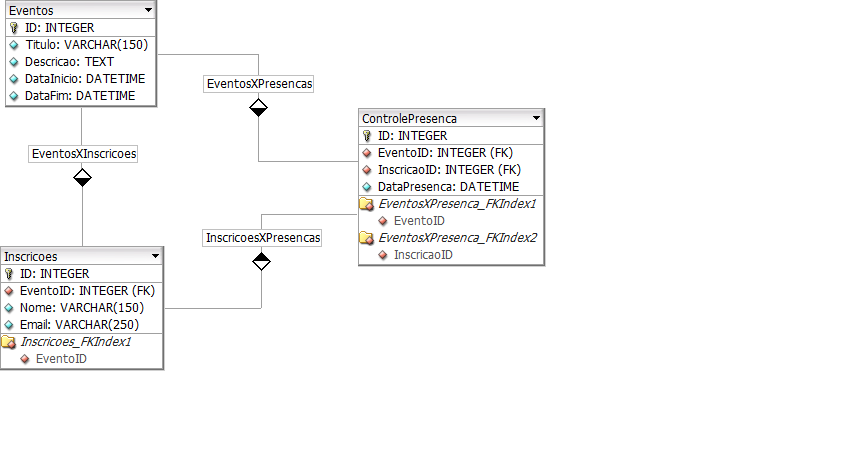 Eventos
ID: INTEGER
Titulo: VARCHAR(150)
Descricao: TEXT
DataInicio: DATETIME
DataFim: DATETIME
EventosXPresencas
ControlePresenca
ID: INTEGER
EventoID: INTEGER (FK)
InscricaoID: INTEGER (FK)
DataPresenca: DATETIME
EventosXPresenca_FKIndex1
EventoID
EventosXPresenca_FKIndex2
InscricaoID
EventosXInscricoes
InscricoesXPresencas
Inscricoes
ID: INTEGER
EventoID: INTEGER (FK)
Nome: VARCHAR(150)
Email: VARCHAR(250)
Inscricoes_FKIndex1
EventoID